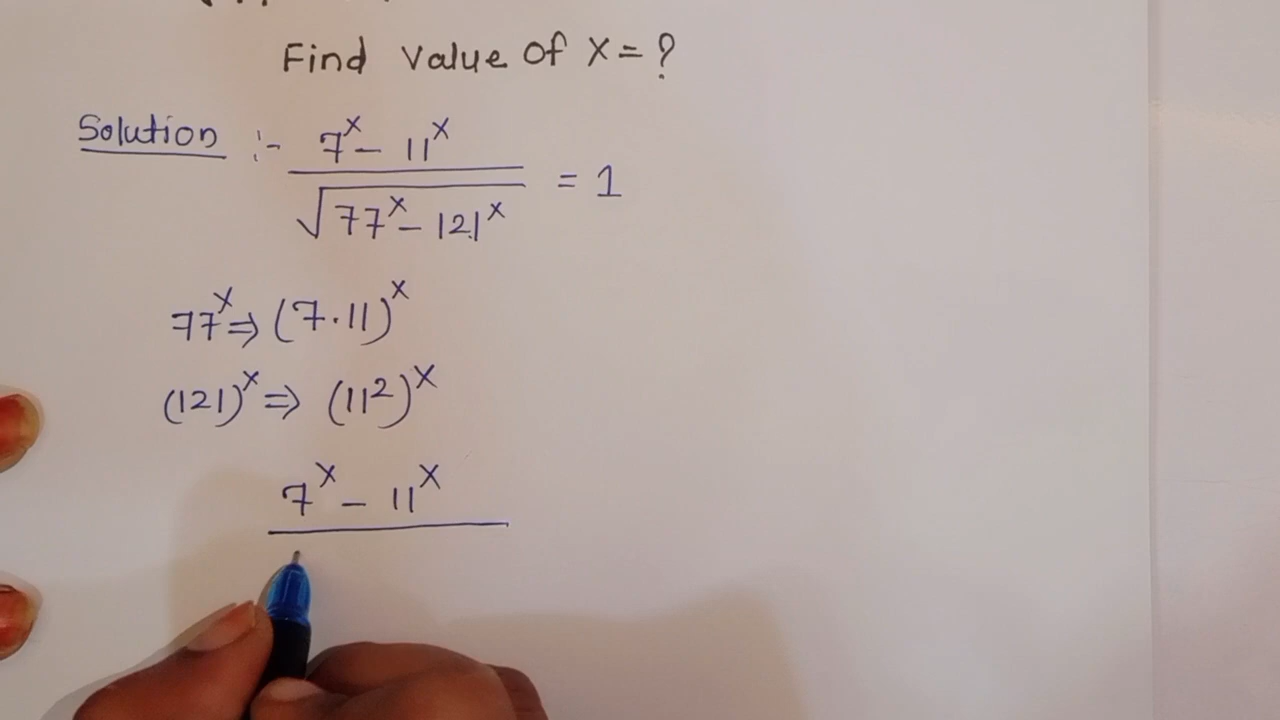 Find Value of x = ?
Solution :- 7^x - 11^x / √(77^x - 121^x) = 1
77^x ⇒ (7·11)^x
(121)^x ⇒ (11²)^x
7^x - 11^x